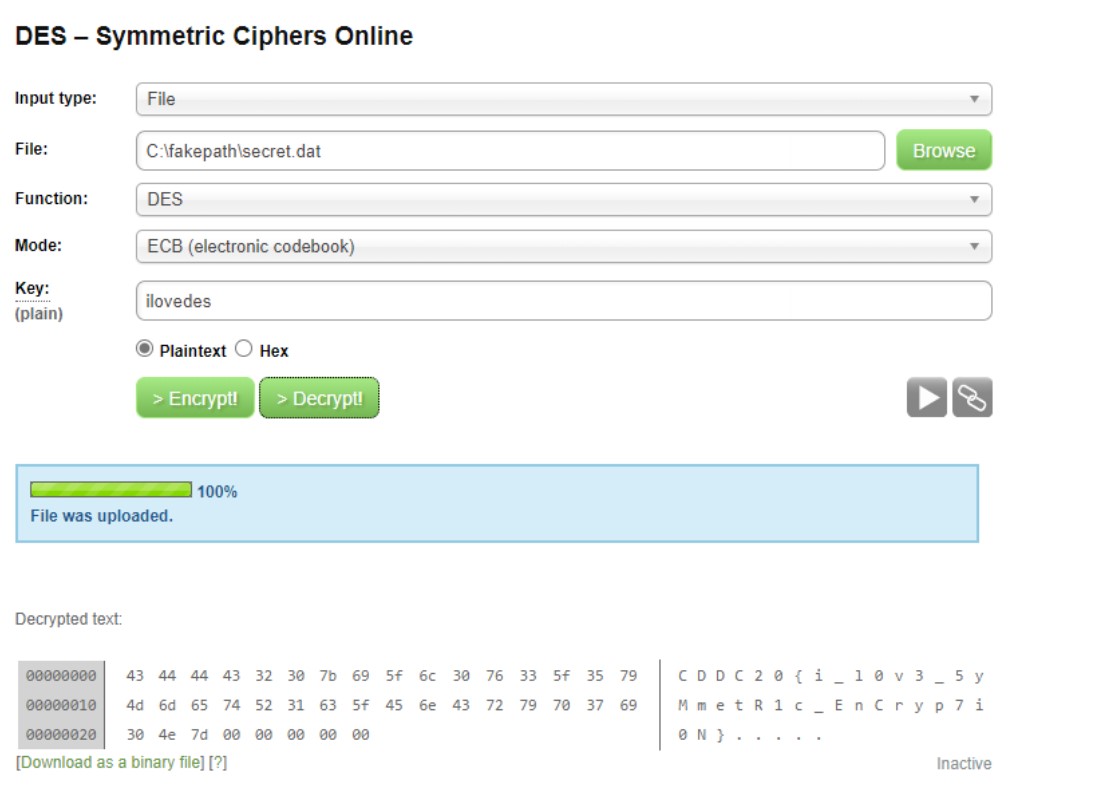 DES – Symmetric Ciphers Online
Input type: File
File: C:\fakepath\secret.dat Browse
Function: DES
Mode: ECB (electronic codebook)
Key: ilovedes
(plain)
Plaintext Hex
> Encrypt! > Decrypt!
100%
File was uploaded.
Decrypted text:
00000000 43 44 44 43 32 30 7b 69 5f 6c 30 76 33 5f 35 79 C D D C 2 0 { i _ l 0 v 3 _ 5 y
00000010 4d 6d 65 74 52 31 63 5f 45 6e 43 72 79 70 37 69 M m e t R 1 c _ E n C r y p 7 i
00000020 30 4e 7d 00 00 00 00 00 0 N } . . . . .
[Download as a binary file] [?] Inactive